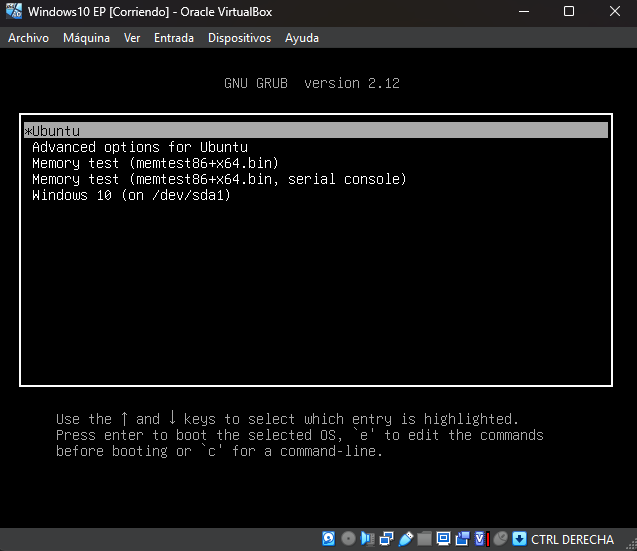 Windows10 EP [Corriendo] - Oracle VirtualBox
Archivo Máquina Ver Entrada Dispositivos Ayuda
GNU GRUB version 2.12
*Ubuntu
Advanced options for Ubuntu
Memory test (memtest86+x64.bin)
Memory test (memtest86+x64.bin, serial console)
Windows 10 (on /dev/sda1)
Use the ↑ and ↓ keys to select which entry is highlighted.
Press enter to boot the selected OS, `e' to edit the commands
before booting or `c' for a command-line.
CTRL DERECHA